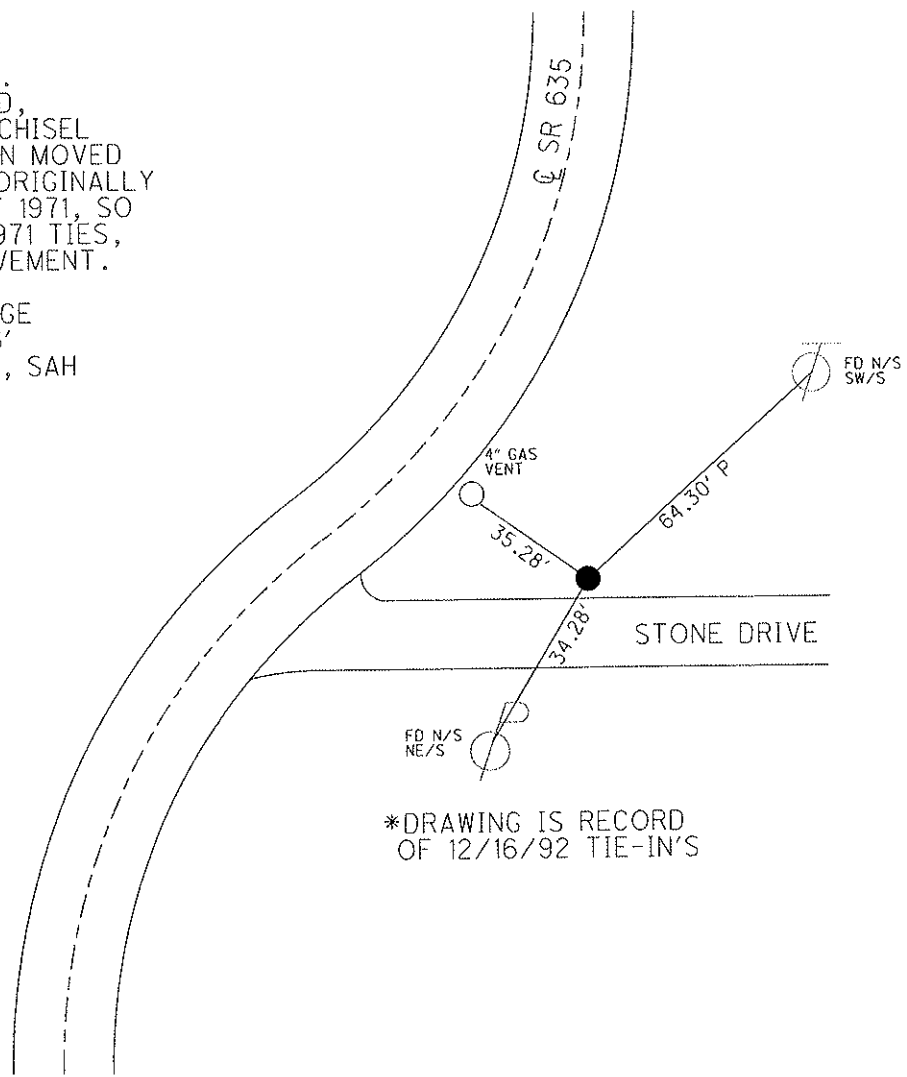 D,
CHISEL
N MOVED
ORIGINALLY
1971, SO
971 TIES,
VEMENT.
GE
, SAH
℄ SR 635
FD N/S
SW/S
4" GAS
VENT
64.30' P
35.28'
34.28'
STONE DRIVE
FD N/S
NE/S
*DRAWING IS RECORD
OF 12/16/92 TIE-IN'S